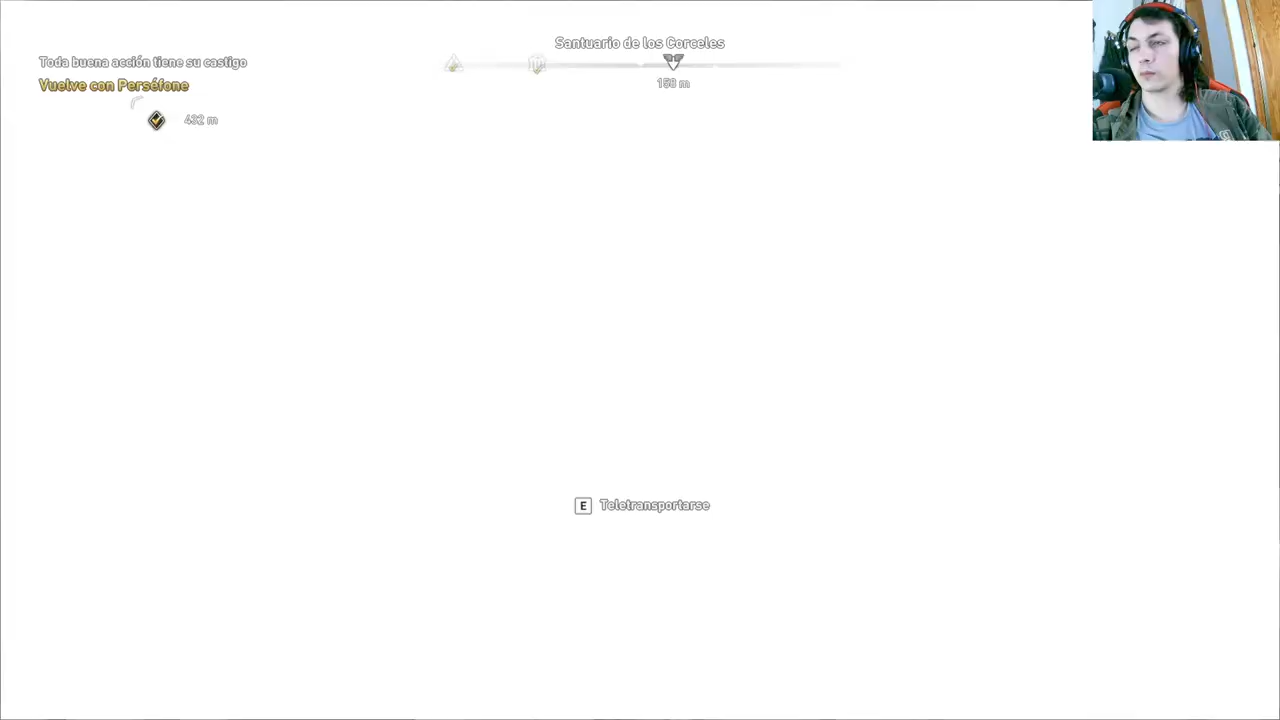 Santuario de los Corceles
158 m
Toda buena acción tiene su castigo
Vuelve con Perséfone
432 m
E Teletransportarse